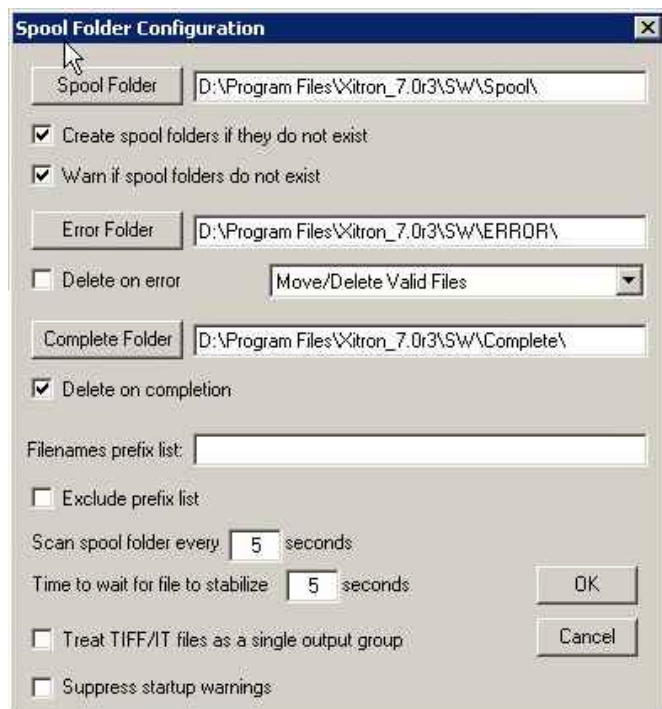 Spool Folder Configuration
Spool Folder D:\Program Files\Xitron_7.0r3\SW\Spool\
Create spool folders if they do not exist
Warn if spool folders do not exist
Error Folder D:\Program Files\Xitron_7.0r3\SW\ERROR\
Delete on error Move/Delete Valid Files
Complete Folder D:\Program Files\Xitron_7.0r3\SW\Complete\
Delete on completion
Filenames prefix list:
Exclude prefix list
Scan spool folder every 5 seconds
Time to wait for file to stabilize 5 seconds
OK
Treat TIFF/IT files as a single output group
Cancel
Suppress startup warnings